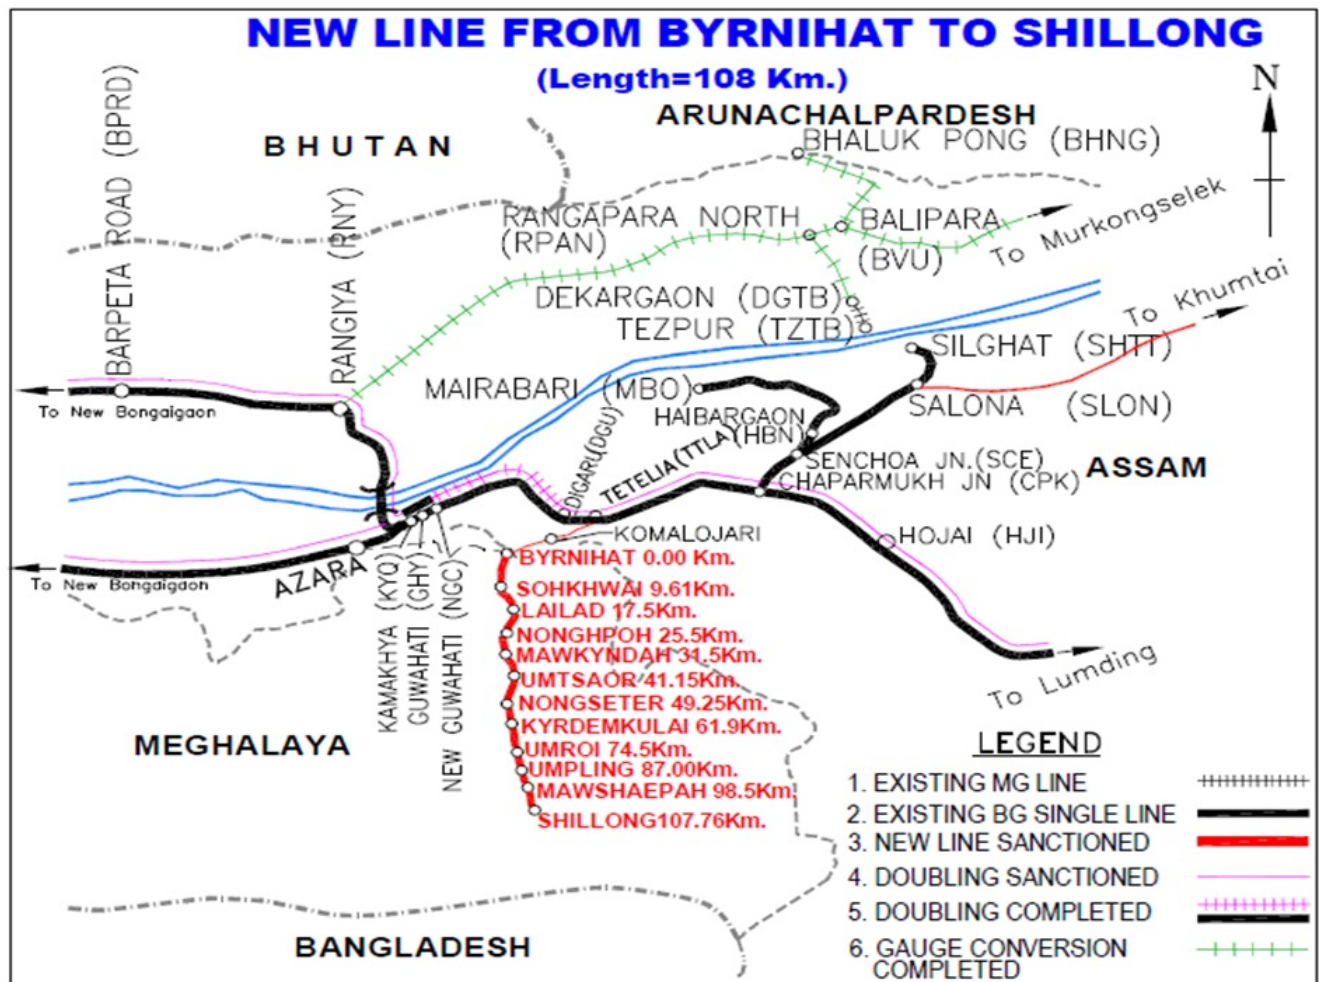 NEW LINE FROM BYRNIHAT TO SHILLONG
(Length=108 Km.)
N
ARUNACHALPARDESH
BHUTAN
BHALUK PONG (BHNG)
BARPETA ROAD (BPRD)
RANGIYA (RNY)
RANGAPARA NORTH
(RPAN)
BALIPARA
(BVU)
To Murkongselek
DEKARGAON (DGTB)
TEZPUR (TZTB)
To Khumtai
SILGHAT (SHTT)
MAIRABARI (MBO)
SALONA (SLON)
To New Bongaigaon
HAIBARGAON
(HBN)
DIGARU(DGU)
TETELIA(TTLA)
SENCHOA JN.(SCE)
CHAPARMUKH JN (CPK)
ASSAM
HOJAI (HJI)
KOMALOJARI
To New Bongdigdon
AZARA
KAMAKHYA (KYQ)
GUWAHATI (GHY)
NEW GUWAHATI (NGC)
BYRNIHAT 0.00 Km.
SOHKHWAI 9.61Km.
LAILAD 17.5Km.
NONGHPOH 25.5Km.
MAWKYNDAH 31.5Km.
UMTSAOR 41.15Km.
NONGSETER 49.25Km.
KYRDEMKULAI 61.9Km.
UMROI 74.5Km.
UMPLING 87.00Km.
MAWSHAEPAH 98.5Km.
SHILLONG107.76Km.
To Lumding
MEGHALAYA
BANGLADESH
LEGEND
1. EXISTING MG LINE
2. EXISTING BG SINGLE LINE
3. NEW LINE SANCTIONED
4. DOUBLING SANCTIONED
5. DOUBLING COMPLETED
6. GAUGE CONVERSION
COMPLETED